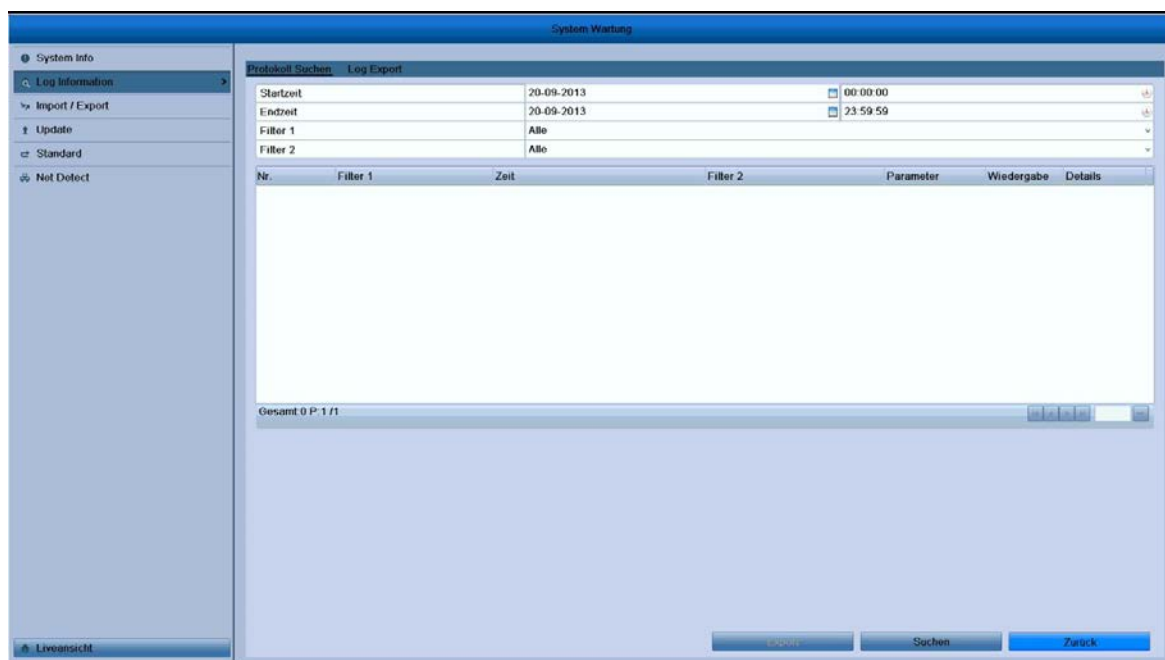 System Wartung
System Info
Log Information
Import / Export
Update
Standard
Net Detect
Protokoll Suchen Log Export
Startzeit 20-09-2013 00:00:00
Endzeit 20-09-2013 23:59:59
Filter 1 Alle
Filter 2 Alle
Nr. Filter 1 Zeit Filter 2 Parameter Wiedergabe Details
Gesamt:0 P:1 /1
Export Suchen Zurück
Liveansicht